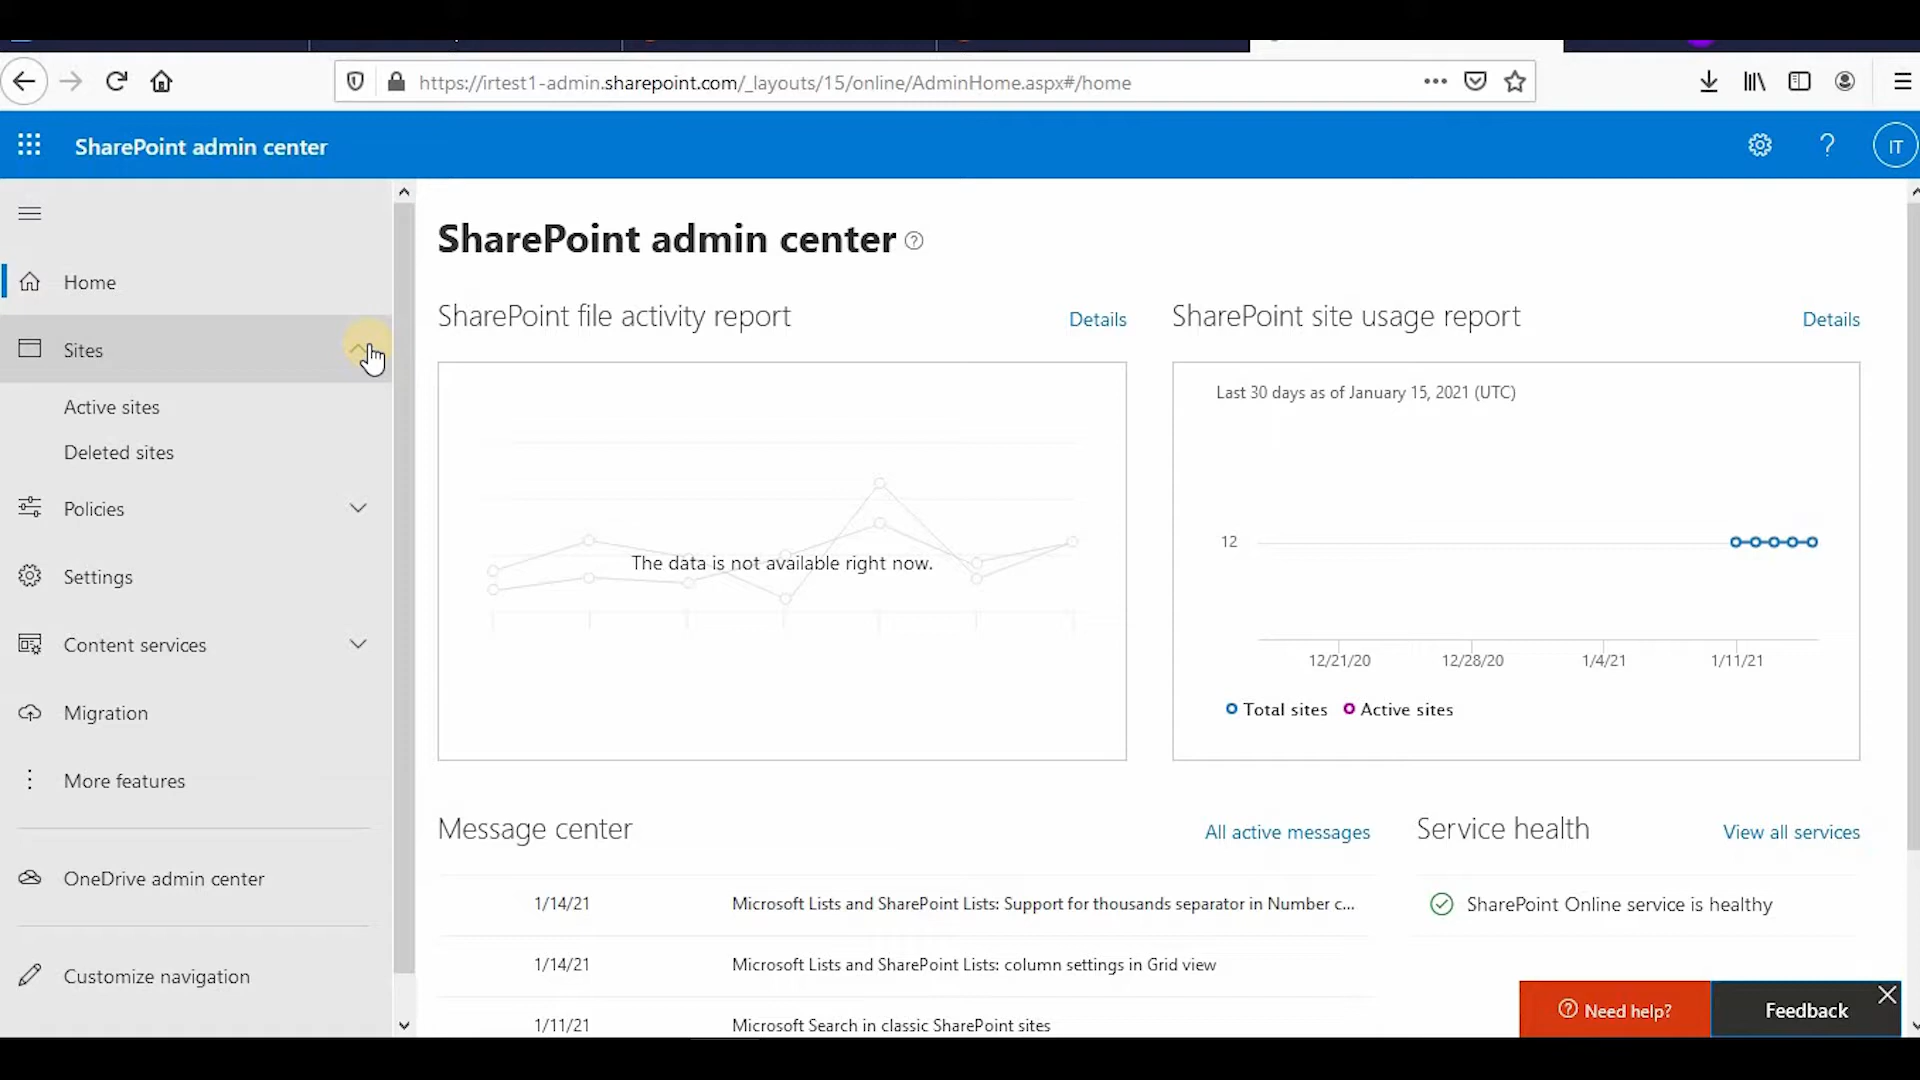 https://irtest1-admin.sharepoint.com/_layouts/15/online/AdminHome.aspx#/home
SharePoint admin center
IT
Home
Sites
Active sites
Deleted sites
Policies
Settings
Content services
Migration
More features
OneDrive admin center
Customize navigation
SharePoint admin center
SharePoint file activity report
Details
The data is not available right now.
SharePoint site usage report
Details
Last 30 days as of January 15, 2021 (UTC)
12
12/21/20 12/28/20 1/4/21 1/11/21
Total sites Active sites
Message center
All active messages
1/14/21 Microsoft Lists and SharePoint Lists: Support for thousands separator in Number c...
1/14/21 Microsoft Lists and SharePoint Lists: column settings in Grid view
1/11/21 Microsoft Search in classic SharePoint sites
Service health
View all services
SharePoint Online service is healthy
Need help?
Feedback